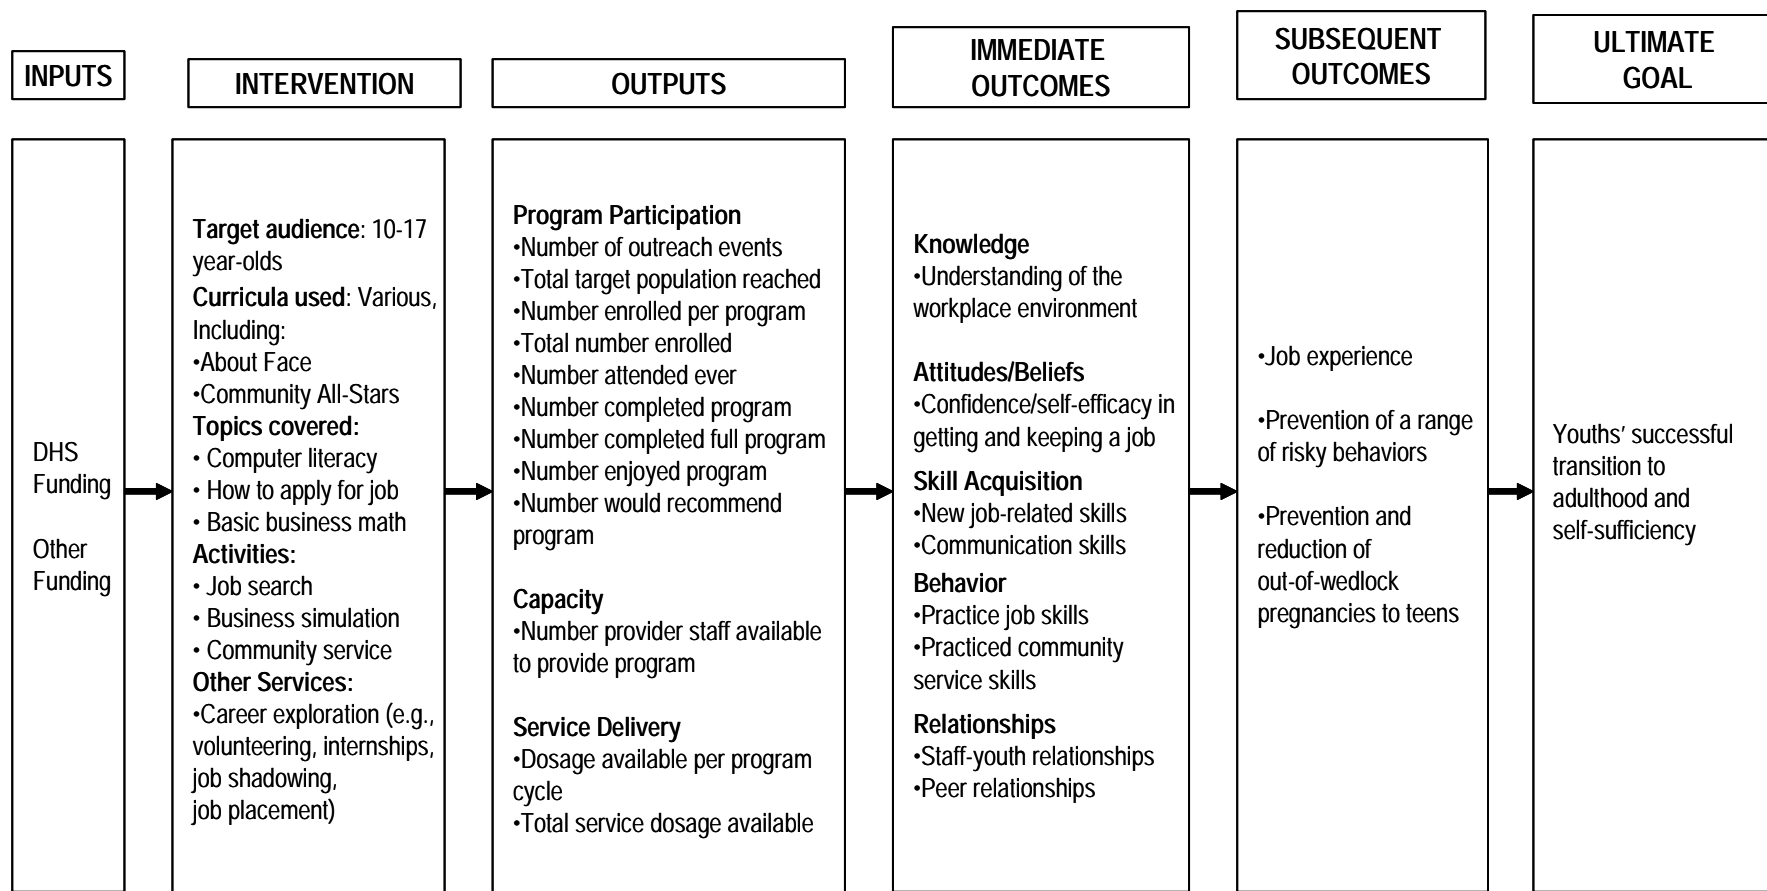 INPUTS
INTERVENTION
OUTPUTS
IMMEDIATE
OUTCOMES
SUBSEQUENT
OUTCOMES
ULTIMATE
GOAL
DHS
Funding
Other
Funding
Target audience: 10-17
year-olds
Curricula used: Various,
Including:
•About Face
•Community All-Stars
Topics covered:
• Computer literacy
• How to apply for job
• Basic business math
Activities:
• Job search
• Business simulation
• Community service
Other Services:
•Career exploration (e.g.,
volunteering, internships,
job shadowing,
job placement)
Program Participation
•Number of outreach events
•Total target population reached
•Number enrolled per program
•Total number enrolled
•Number attended ever
•Number completed program
•Number completed full program
•Number enjoyed program
•Number would recommend
program
Capacity
•Number provider staff available
to provide program
Service Delivery
•Dosage available per program
cycle
•Total service dosage available
Knowledge
•Understanding of the
workplace environment
Attitudes/Beliefs
•Confidence/self-efficacy in
getting and keeping a job
Skill Acquisition
•New job-related skills
•Communication skills
Behavior
•Practice job skills
•Practiced community
service skills
Relationships
•Staff-youth relationships
•Peer relationships
•Job experience
•Prevention of a range
of risky behaviors
•Prevention and
reduction of
out-of-wedlock
pregnancies to teens
Youths’ successful
transition to
adulthood and
self-sufficiency